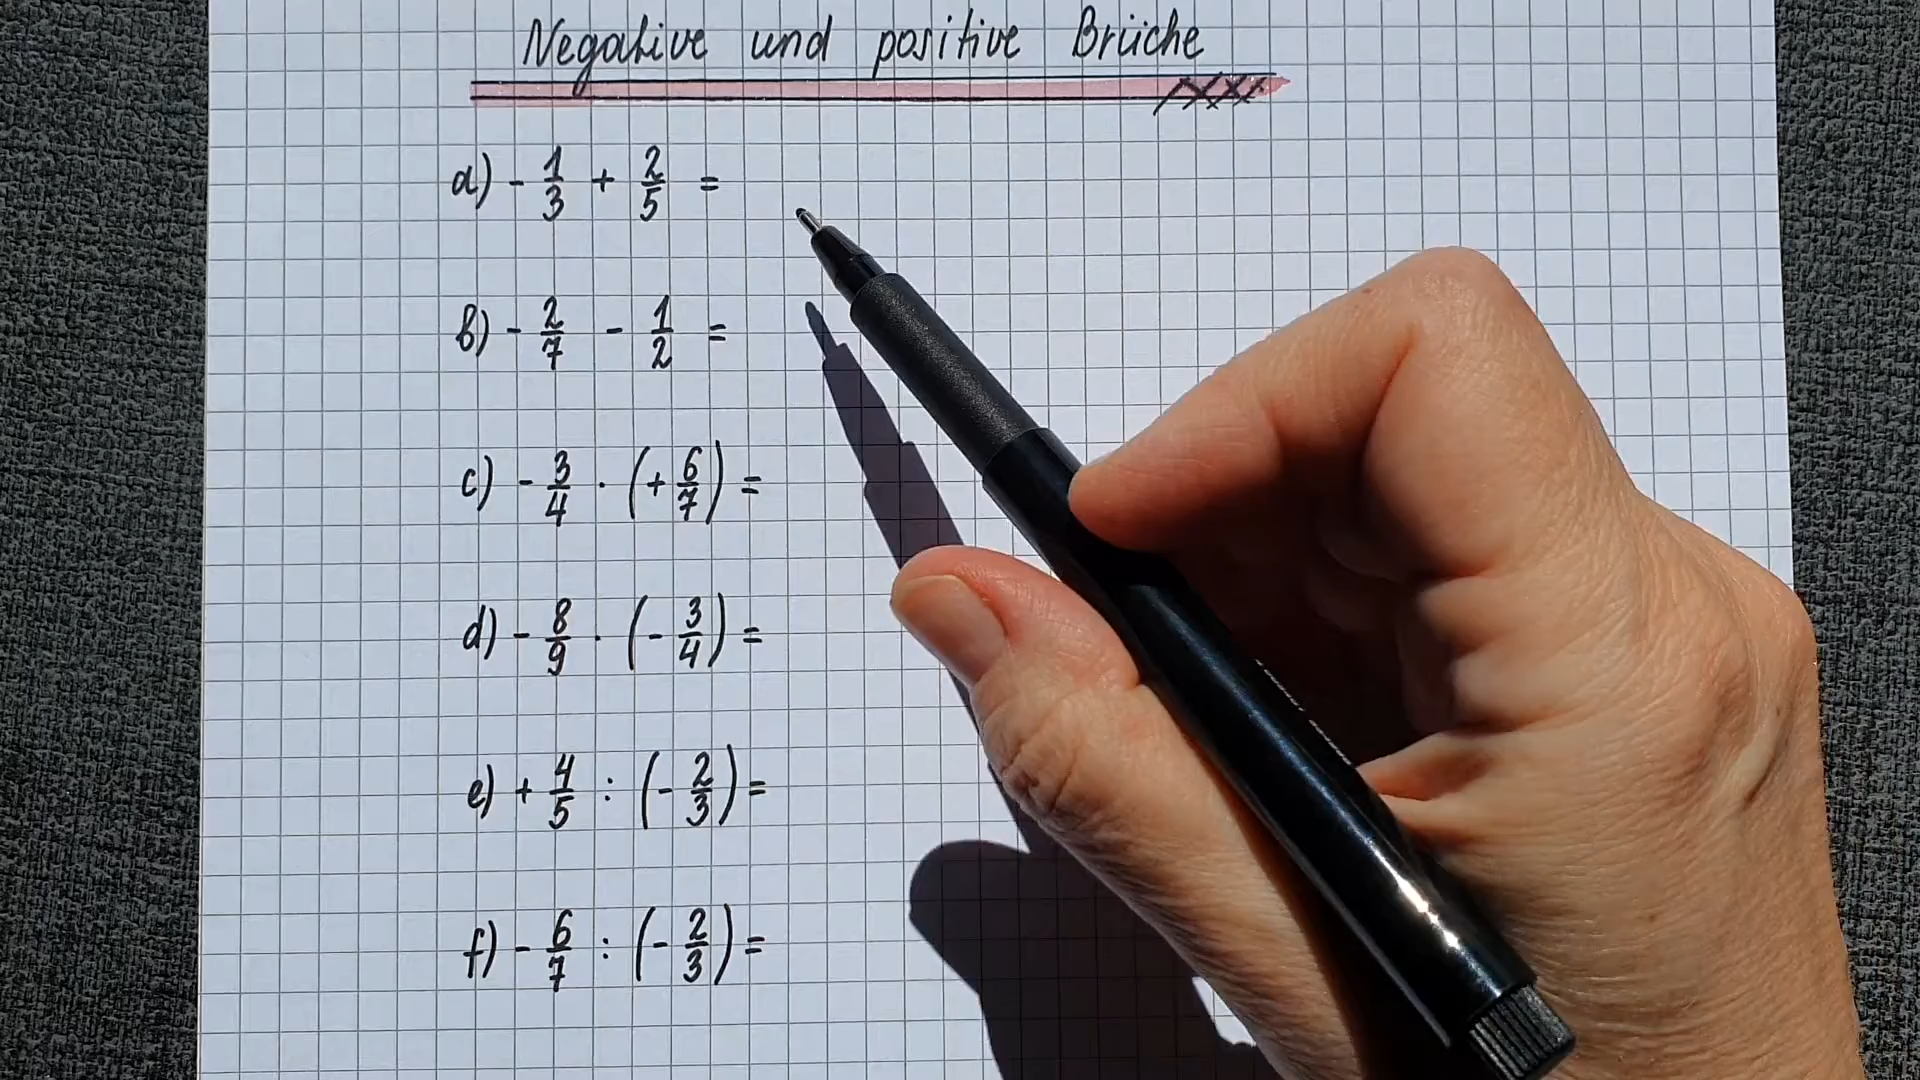 Negative und positive Brüche
a) - 1/3 + 2/5 =
b) - 2/7 - 1/2 =
c) - 3/4 · (+ 6/7) =
d) - 8/9 · (- 3/4) =
e) + 4/5 : (- 2/3) =
f) - 6/7 : (- 2/3) =